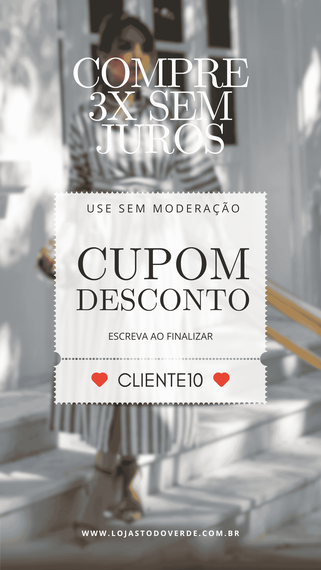 COMPRE
3X SEM
JUROS
USE SEM MODERAÇÃO
CUPOM
DESCONTO
ESCREVA AO FINALIZAR
CLIENTE10
WWW.LOJASTODOVERDE.COM.BR